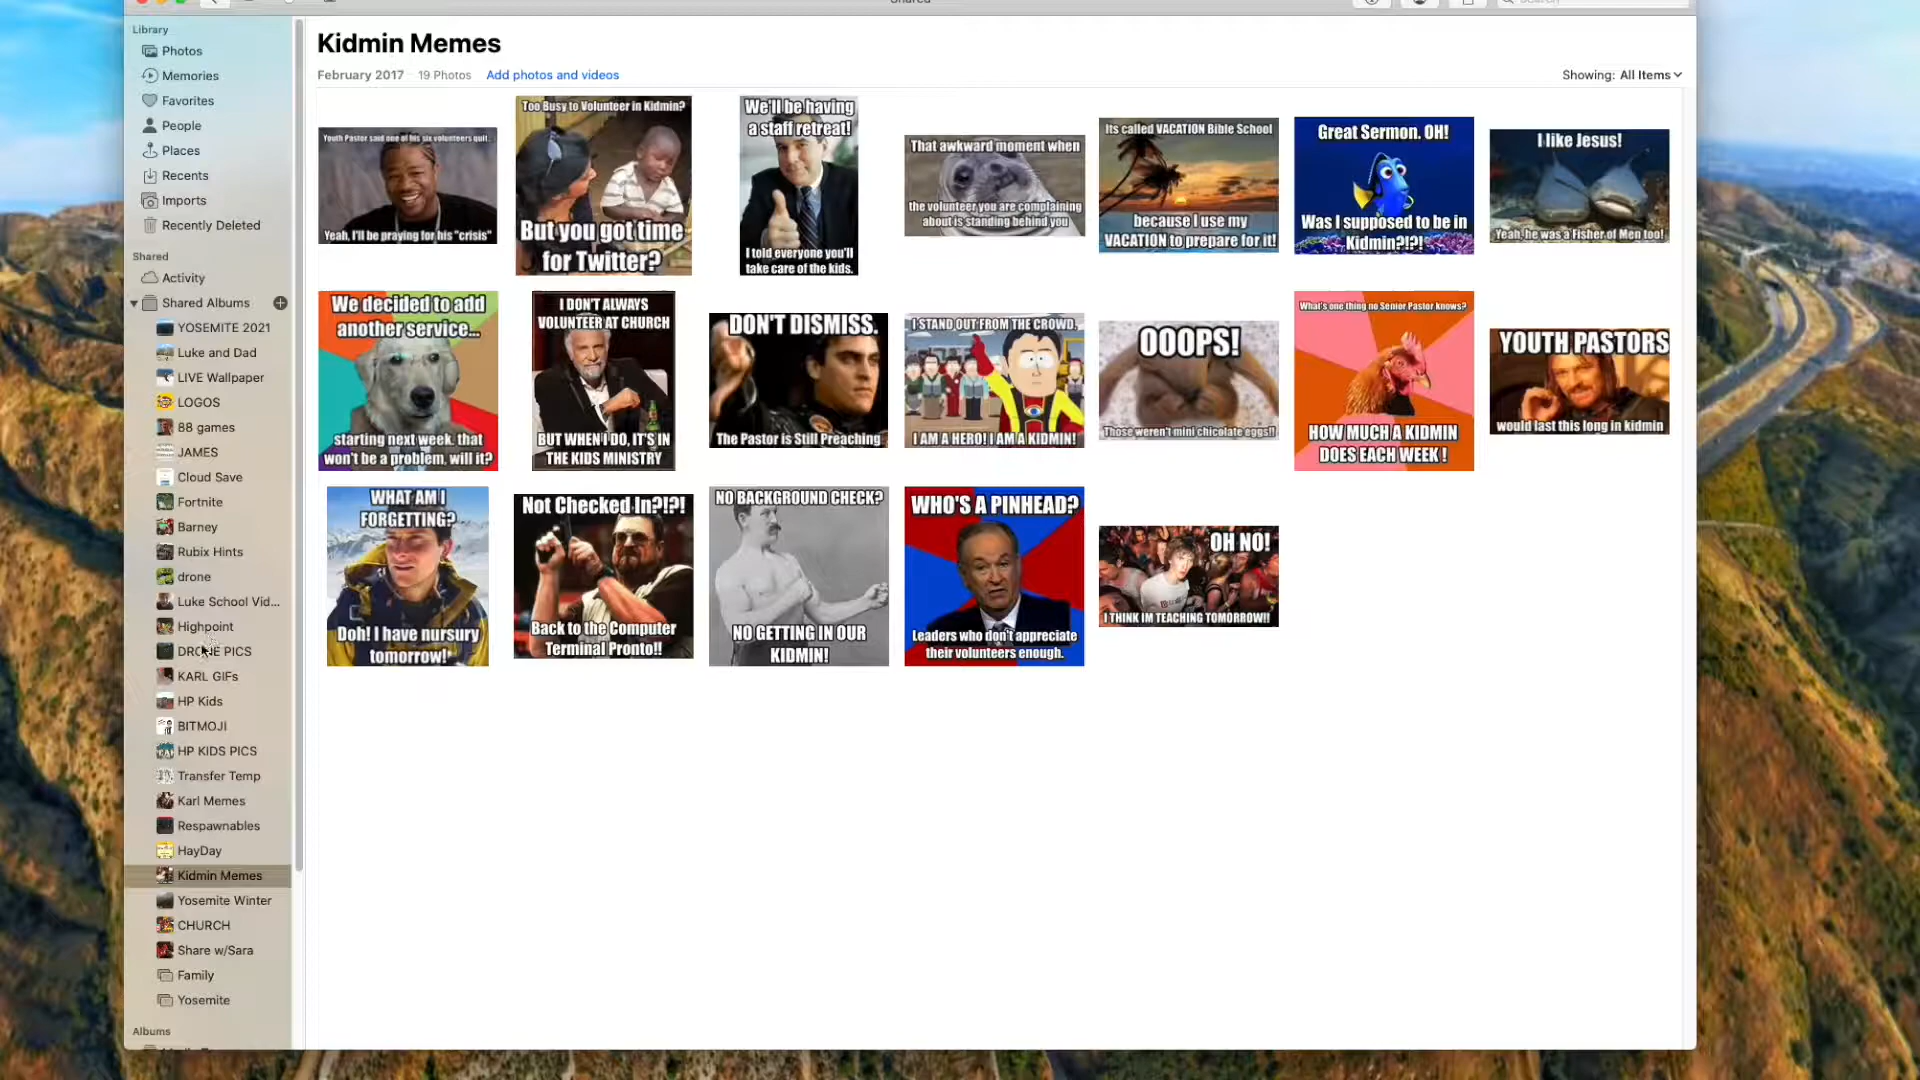 Shared
Library
Photos
Memories
Favorites
People
Places
Recents
Imports
Recently Deleted
Shared
Activity
Shared Albums
YOSEMITE 2021
Luke and Dad
LIVE Wallpaper
LOGOS
88 games
JAMES
Cloud Save
Fortnite
Barney
Rubix Hints
drone
Luke School Vid...
Highpoint
DRONE PICS
KARL GIFs
HP Kids
BITMOJI
HP KIDS PICS
Transfer Temp
Karl Memes
Respawnables
HayDay
Kidmin Memes
Yosemite Winter
CHURCH
Share w/Sara
Family
Yosemite
Albums
Kidmin Memes
February 2017 19 Photos Add photos and videos
Showing: All Items
Youth Pastor said one of his six volunteers quit.
Yeah, I'll be praying for his "crisis"
Too Busy to Volunteer in Kidmin?
But you got time
for Twitter?
We'll be having
a staff retreat!
I told everyone you'll
take care of the kids.
That awkward moment when
the volunteer you are complaining
about is standing behind you
Its called VACATION Bible School
because I use my
VACATION to prepare for it!
Great Sermon. OH!
Was I supposed to be in
Kidmin?!?!
I like Jesus!
Yeah, he was a Fisher of Men too!
We decided to add
another service...
starting next week, that
won't be a problem, will it?
I DON'T ALWAYS
VOLUNTEER AT CHURCH
BUT WHEN I DO, IT'S IN
THE KIDS MINISTRY
DON'T DISMISS.
The Pastor is Still Preaching
I STAND OUT FROM THE CROWD.
I AM A HERO! I AM A KIDMIN!
OOOPS!
Those weren't mini chicolate eggs!!
What's one thing no Senior Pastor knows?
HOW MUCH A KIDMIN
DOES EACH WEEK !
YOUTH PASTORS
would last this long in kidmin
WHAT AM I
FORGETTING?
Doh! I have nursury
tomorrow!
Not Checked In?!?!
Back to the Computer
Terminal Pronto!!
NO BACKGROUND CHECK?
NO GETTING IN OUR
KIDMIN!
WHO'S A PINHEAD?
Leaders who don't appreciate
their volunteers enough.
OH NO!
I THINK IM TEACHING TOMORROW!!